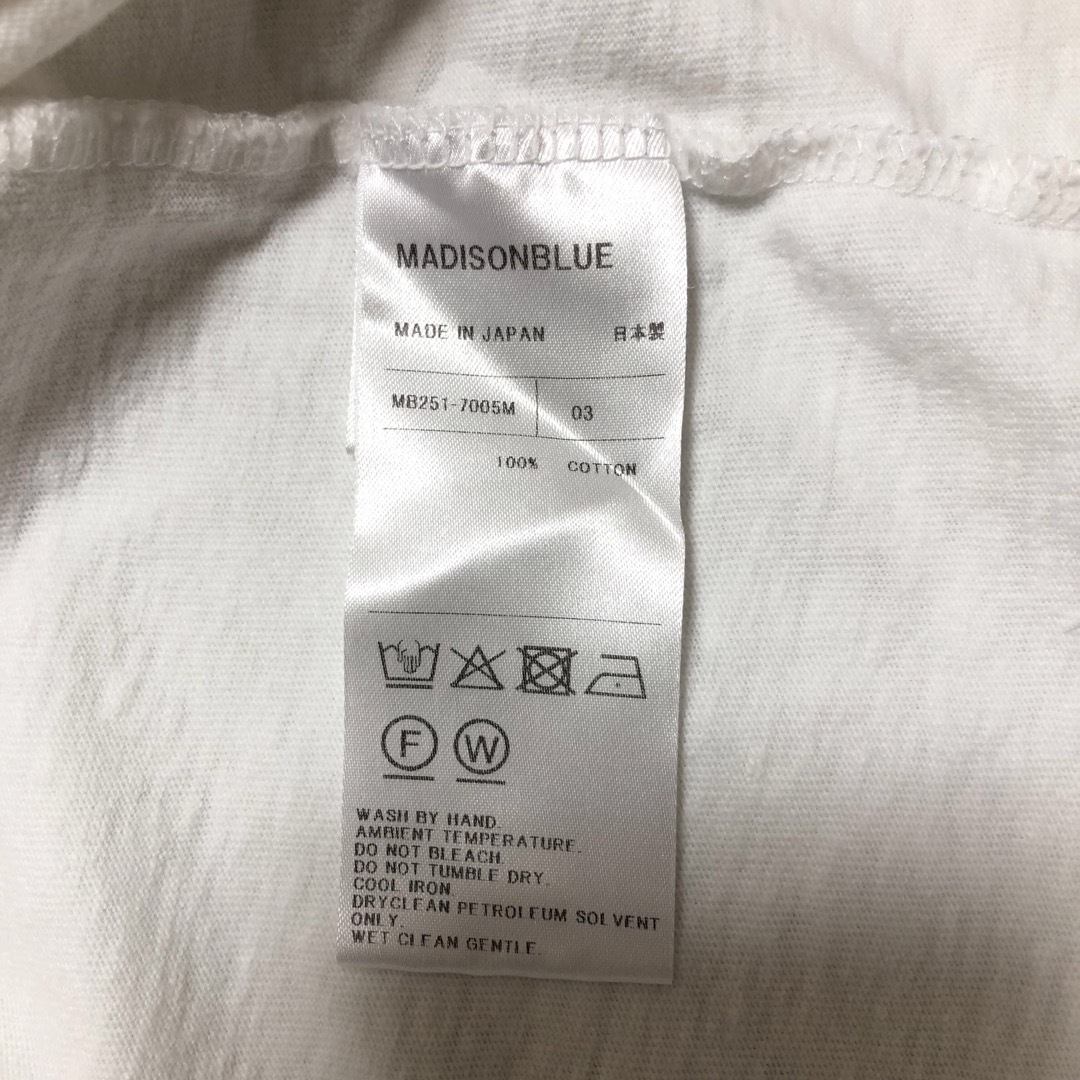 MADISONBLUE
MADE IN JAPAN 日本製
MB251-7005M 03
100% COTTON
F W
WASH BY HAND.
AMBIENT TEMPERATURE.
DO NOT BLEACH.
DO NOT TUMBLE DRY.
COOL IRON.
DRYCLEAN PETROLEUM SOLVENT
ONLY.
WET CLEAN GENTLE.